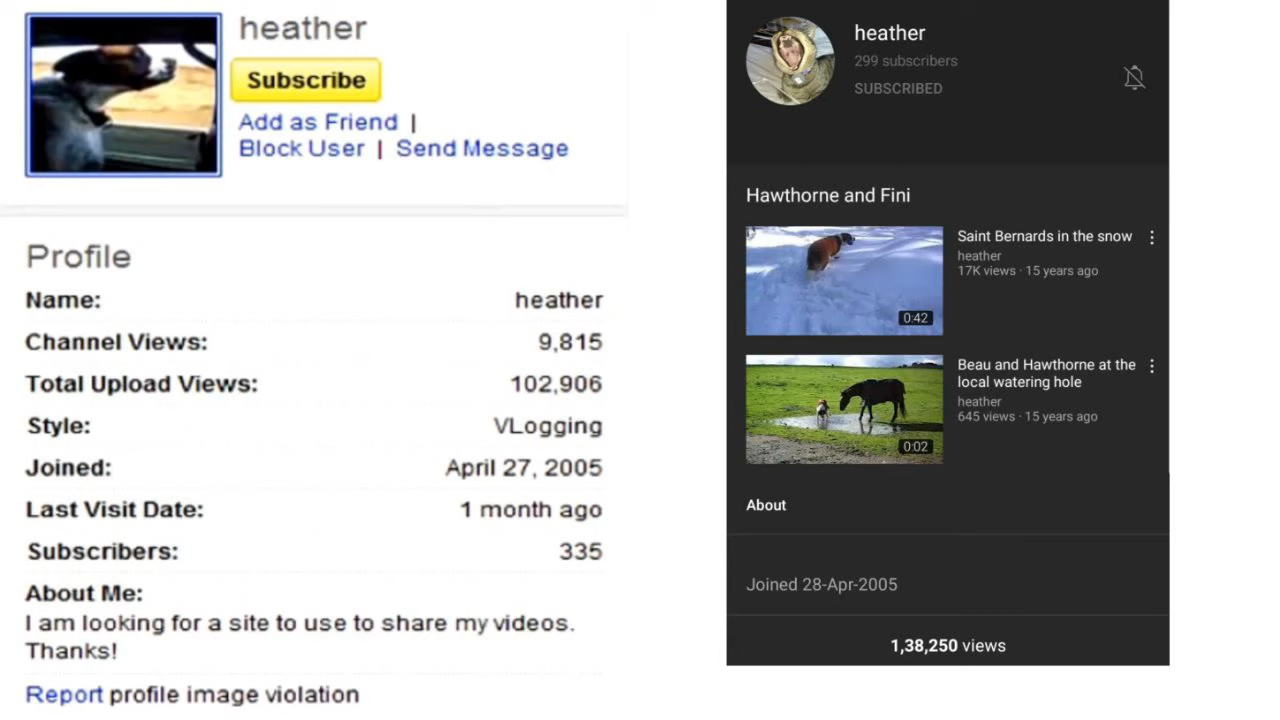 heather
Subscribe
Add as Friend |
Block User | Send Message
Profile
Name: heather
Channel Views: 9,815
Total Upload Views: 102,906
Style: VLogging
Joined: April 27, 2005
Last Visit Date: 1 month ago
Subscribers: 335
About Me:
I am looking for a site to use to share my videos.
Thanks!
Report profile image violation
heather
299 subscribers
SUBSCRIBED
Hawthorne and Fini
Saint Bernards in the snow
heather
17K views · 15 years ago
0:42
Beau and Hawthorne at the
local watering hole
heather
645 views · 15 years ago
0:02
About
Joined 28-Apr-2005
1,38,250 views